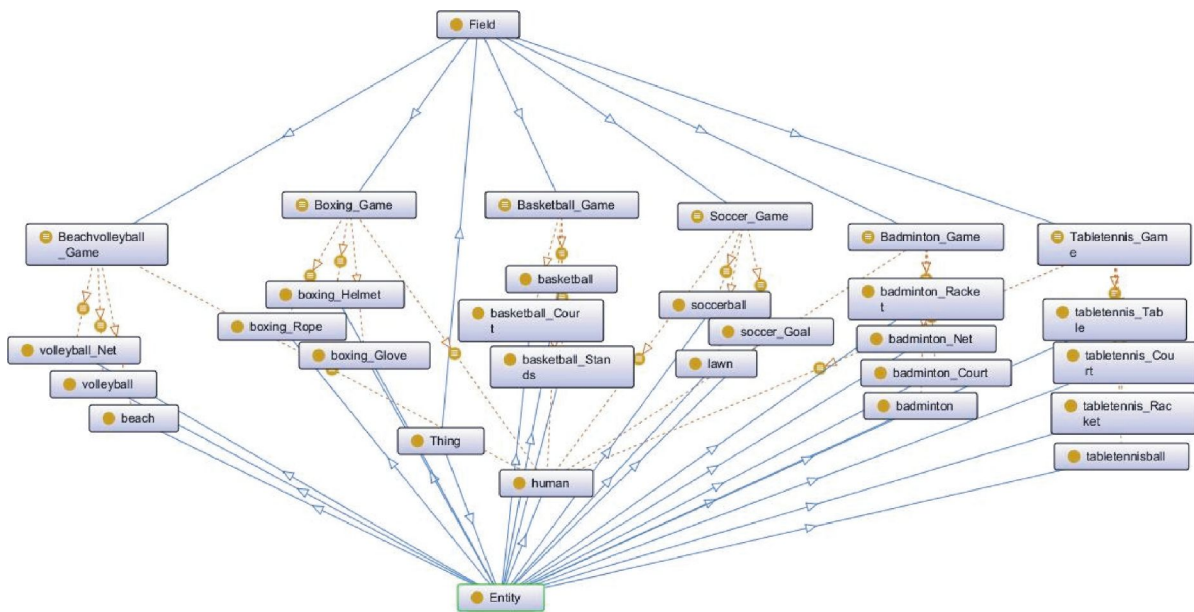 Field
Boxing_Game
Basketball_Game
Soccer_Game
Beachvolleyball
_Game
Badminton_Game
Tabletennis_Gam
e
basketball
boxing_Helmet
badminton_Racke
t
soccerball
basketball_Cour
t
boxing_Rope
soccer_Goal
tabletennis_Tab
le
badminton_Net
volleyball_Net
boxing_Glove
basketball_Stan
ds
lawn
tabletennis_Cou
rt
badminton_Court
volleyball
badminton
tabletennis_Rac
ket
beach
Thing
tabletennisball
human
Entity